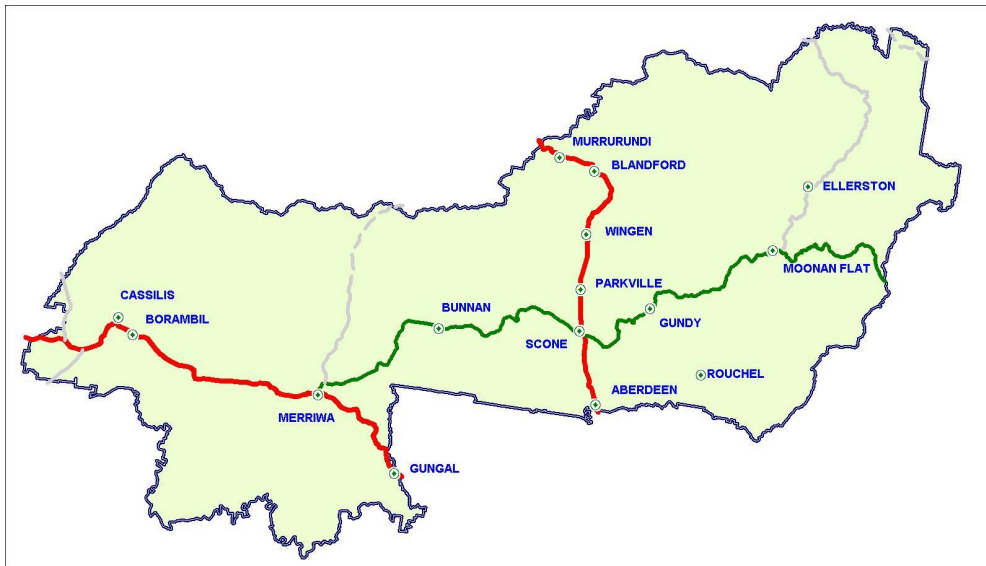 MURRURUNDI
BLANDFORD
ELLERSTON
WINGEN
MOONAN FLAT
PARKVILLE
CASSILIS
BUNNAN
BORAMBIL
GUNDY
SCONE
ROUCHEL
ABERDEEN
MERRIWA
GUNGAL